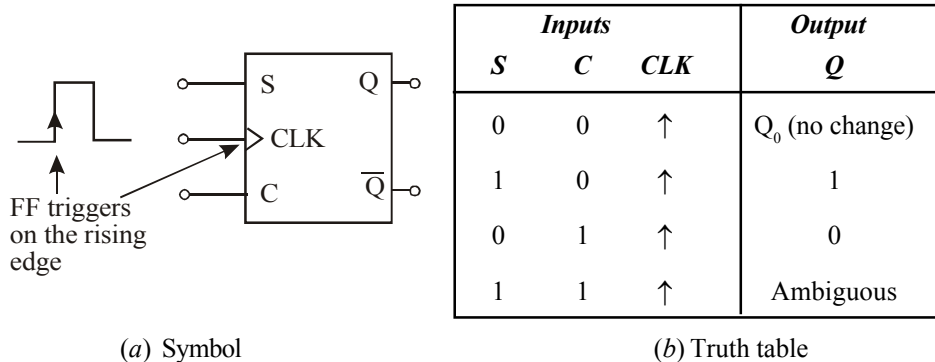 S Q
CLK
C Q̅
FF triggers
on the rising
edge
(a) Symbol
Inputs Output
S C CLK Q
0 0 ↑ Q₀ (no change)
1 0 ↑ 1
0 1 ↑ 0
1 1 ↑ Ambiguous
(b) Truth table